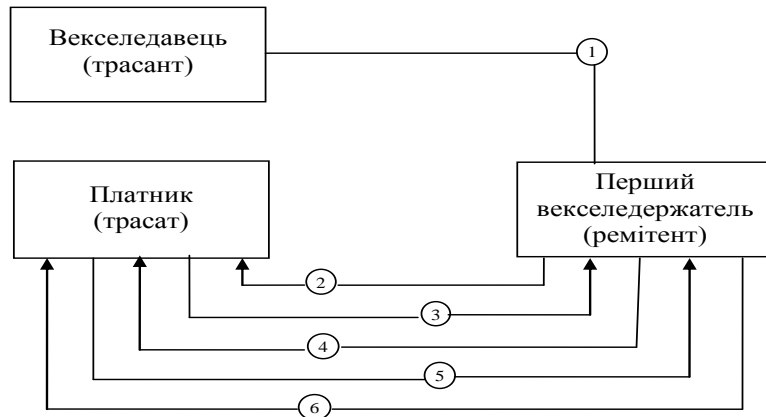 Векселедавець
(трасант)
1
Платник
(трасат)
Перший
векселедержатель
(ремітент)
2
3
4
5
6